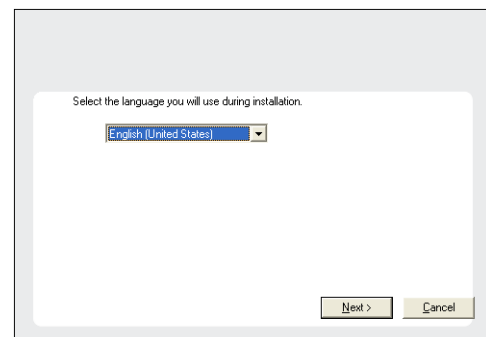 Select the language you will use during installation.
English (United States)
Next >
Cancel